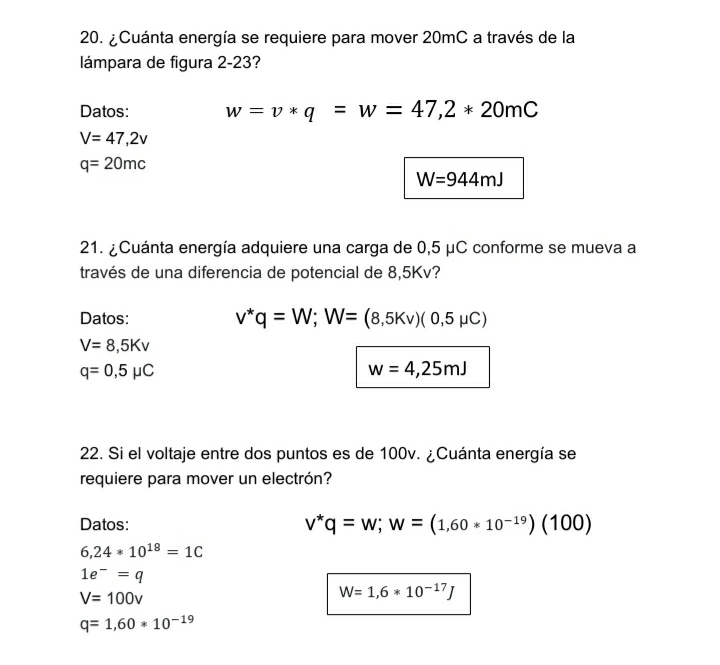 20. ¿Cuánta energía se requiere para mover 20mC a través de la
lámpara de figura 2-23?
Datos:
w = v * q = w = 47,2 * 20mC
V= 47,2v
q= 20mc
W=944mJ
21. ¿Cuánta energía adquiere una carga de 0,5 μC conforme se mueva a
través de una diferencia de potencial de 8,5Kv?
Datos:
v*q = W; W= (8,5Kv)( 0,5 μC)
V= 8,5Kv
q= 0,5 μC
w = 4,25mJ
22. Si el voltaje entre dos puntos es de 100v. ¿Cuánta energía se
requiere para mover un electrón?
Datos:
v*q = w; w = (1,60 * 10⁻¹⁹) (100)
6,24 * 10¹⁸ = 1C
1e⁻ = q
V= 100v
q= 1,60 * 10⁻¹⁹
W= 1,6 * 10⁻¹⁷J